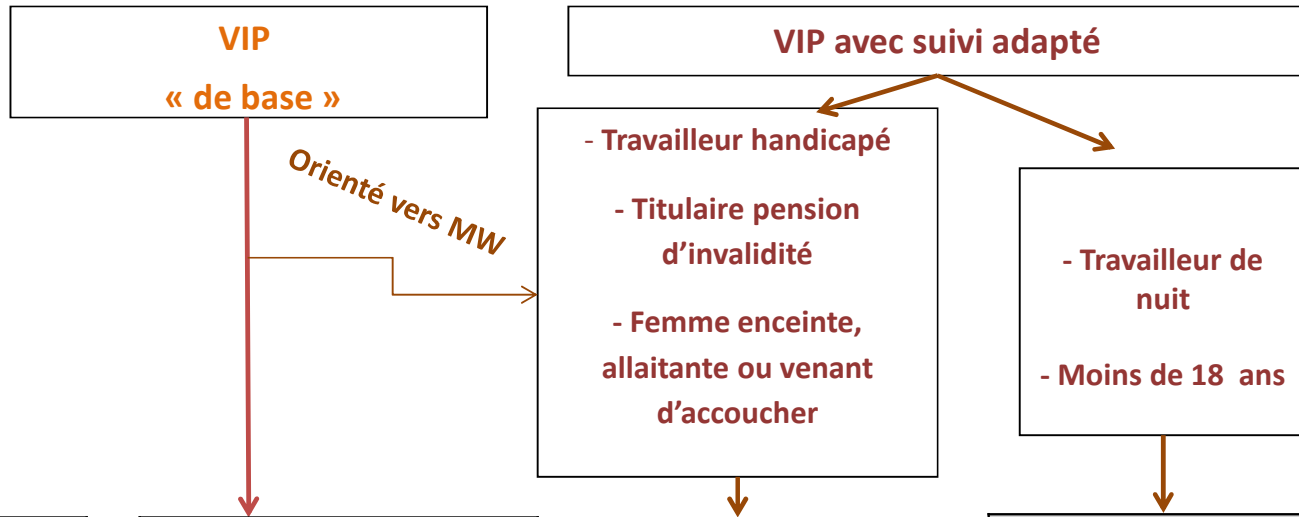 VIP
« de base »
VIP avec suivi adapté
Orienté vers MW
- Travailleur handicapé
- Titulaire pension
d’invalidité
- Femme enceinte,
allaitante ou venant
d’accoucher
- Travailleur de
nuit
- Moins de 18 ans